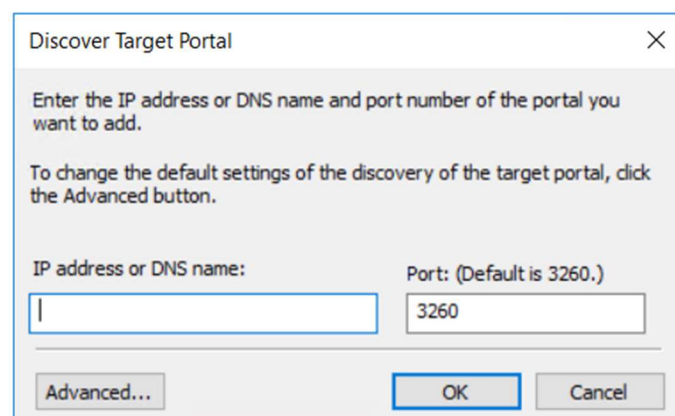 Discover Target Portal
Enter the IP address or DNS name and port number of the portal you
want to add.
To change the default settings of the discovery of the target portal, click
the Advanced button.
IP address or DNS name:
Port: (Default is 3260.)
3260
Advanced...
OK
Cancel